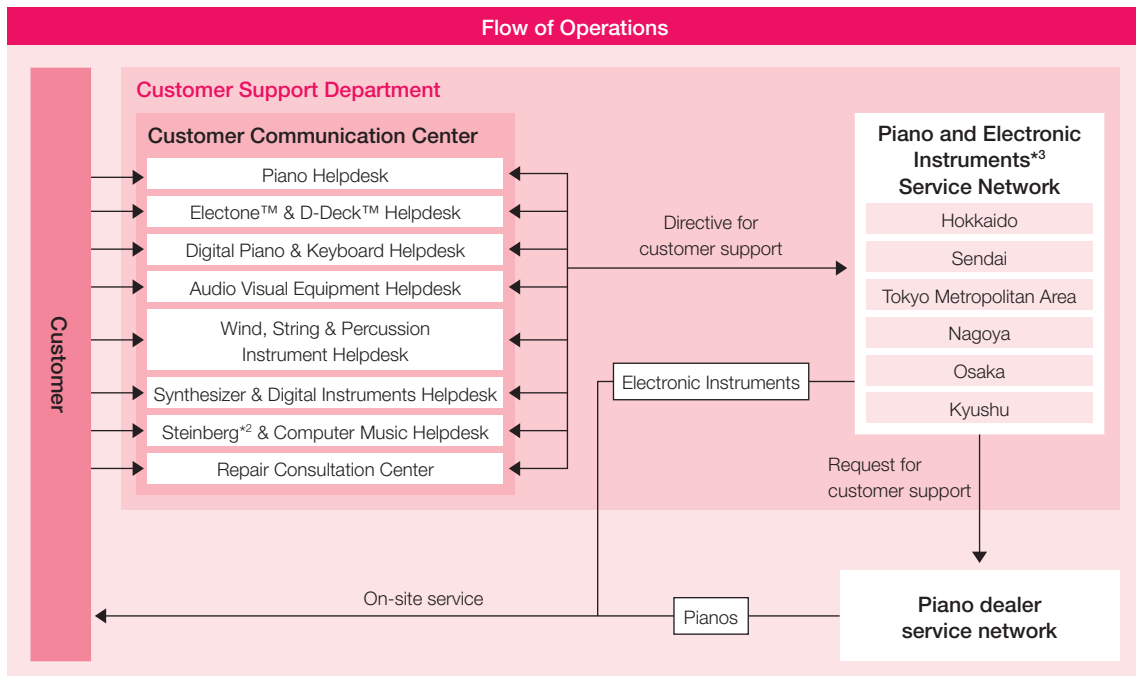 Flow of Operations
Customer
Customer Support Department
Customer Communication Center
Piano Helpdesk
Electone™ & D-Deck™ Helpdesk
Digital Piano & Keyboard Helpdesk
Audio Visual Equipment Helpdesk
Wind, String & Percussion
Instrument Helpdesk
Synthesizer & Digital Instruments Helpdesk
Steinberg*2 & Computer Music Helpdesk
Repair Consultation Center
Directive for
customer support
Piano and Electronic
Instruments*3
Service Network
Hokkaido
Sendai
Tokyo Metropolitan Area
Nagoya
Osaka
Kyushu
Electronic Instruments
Request for
customer support
On-site service
Pianos
Piano dealer
service network